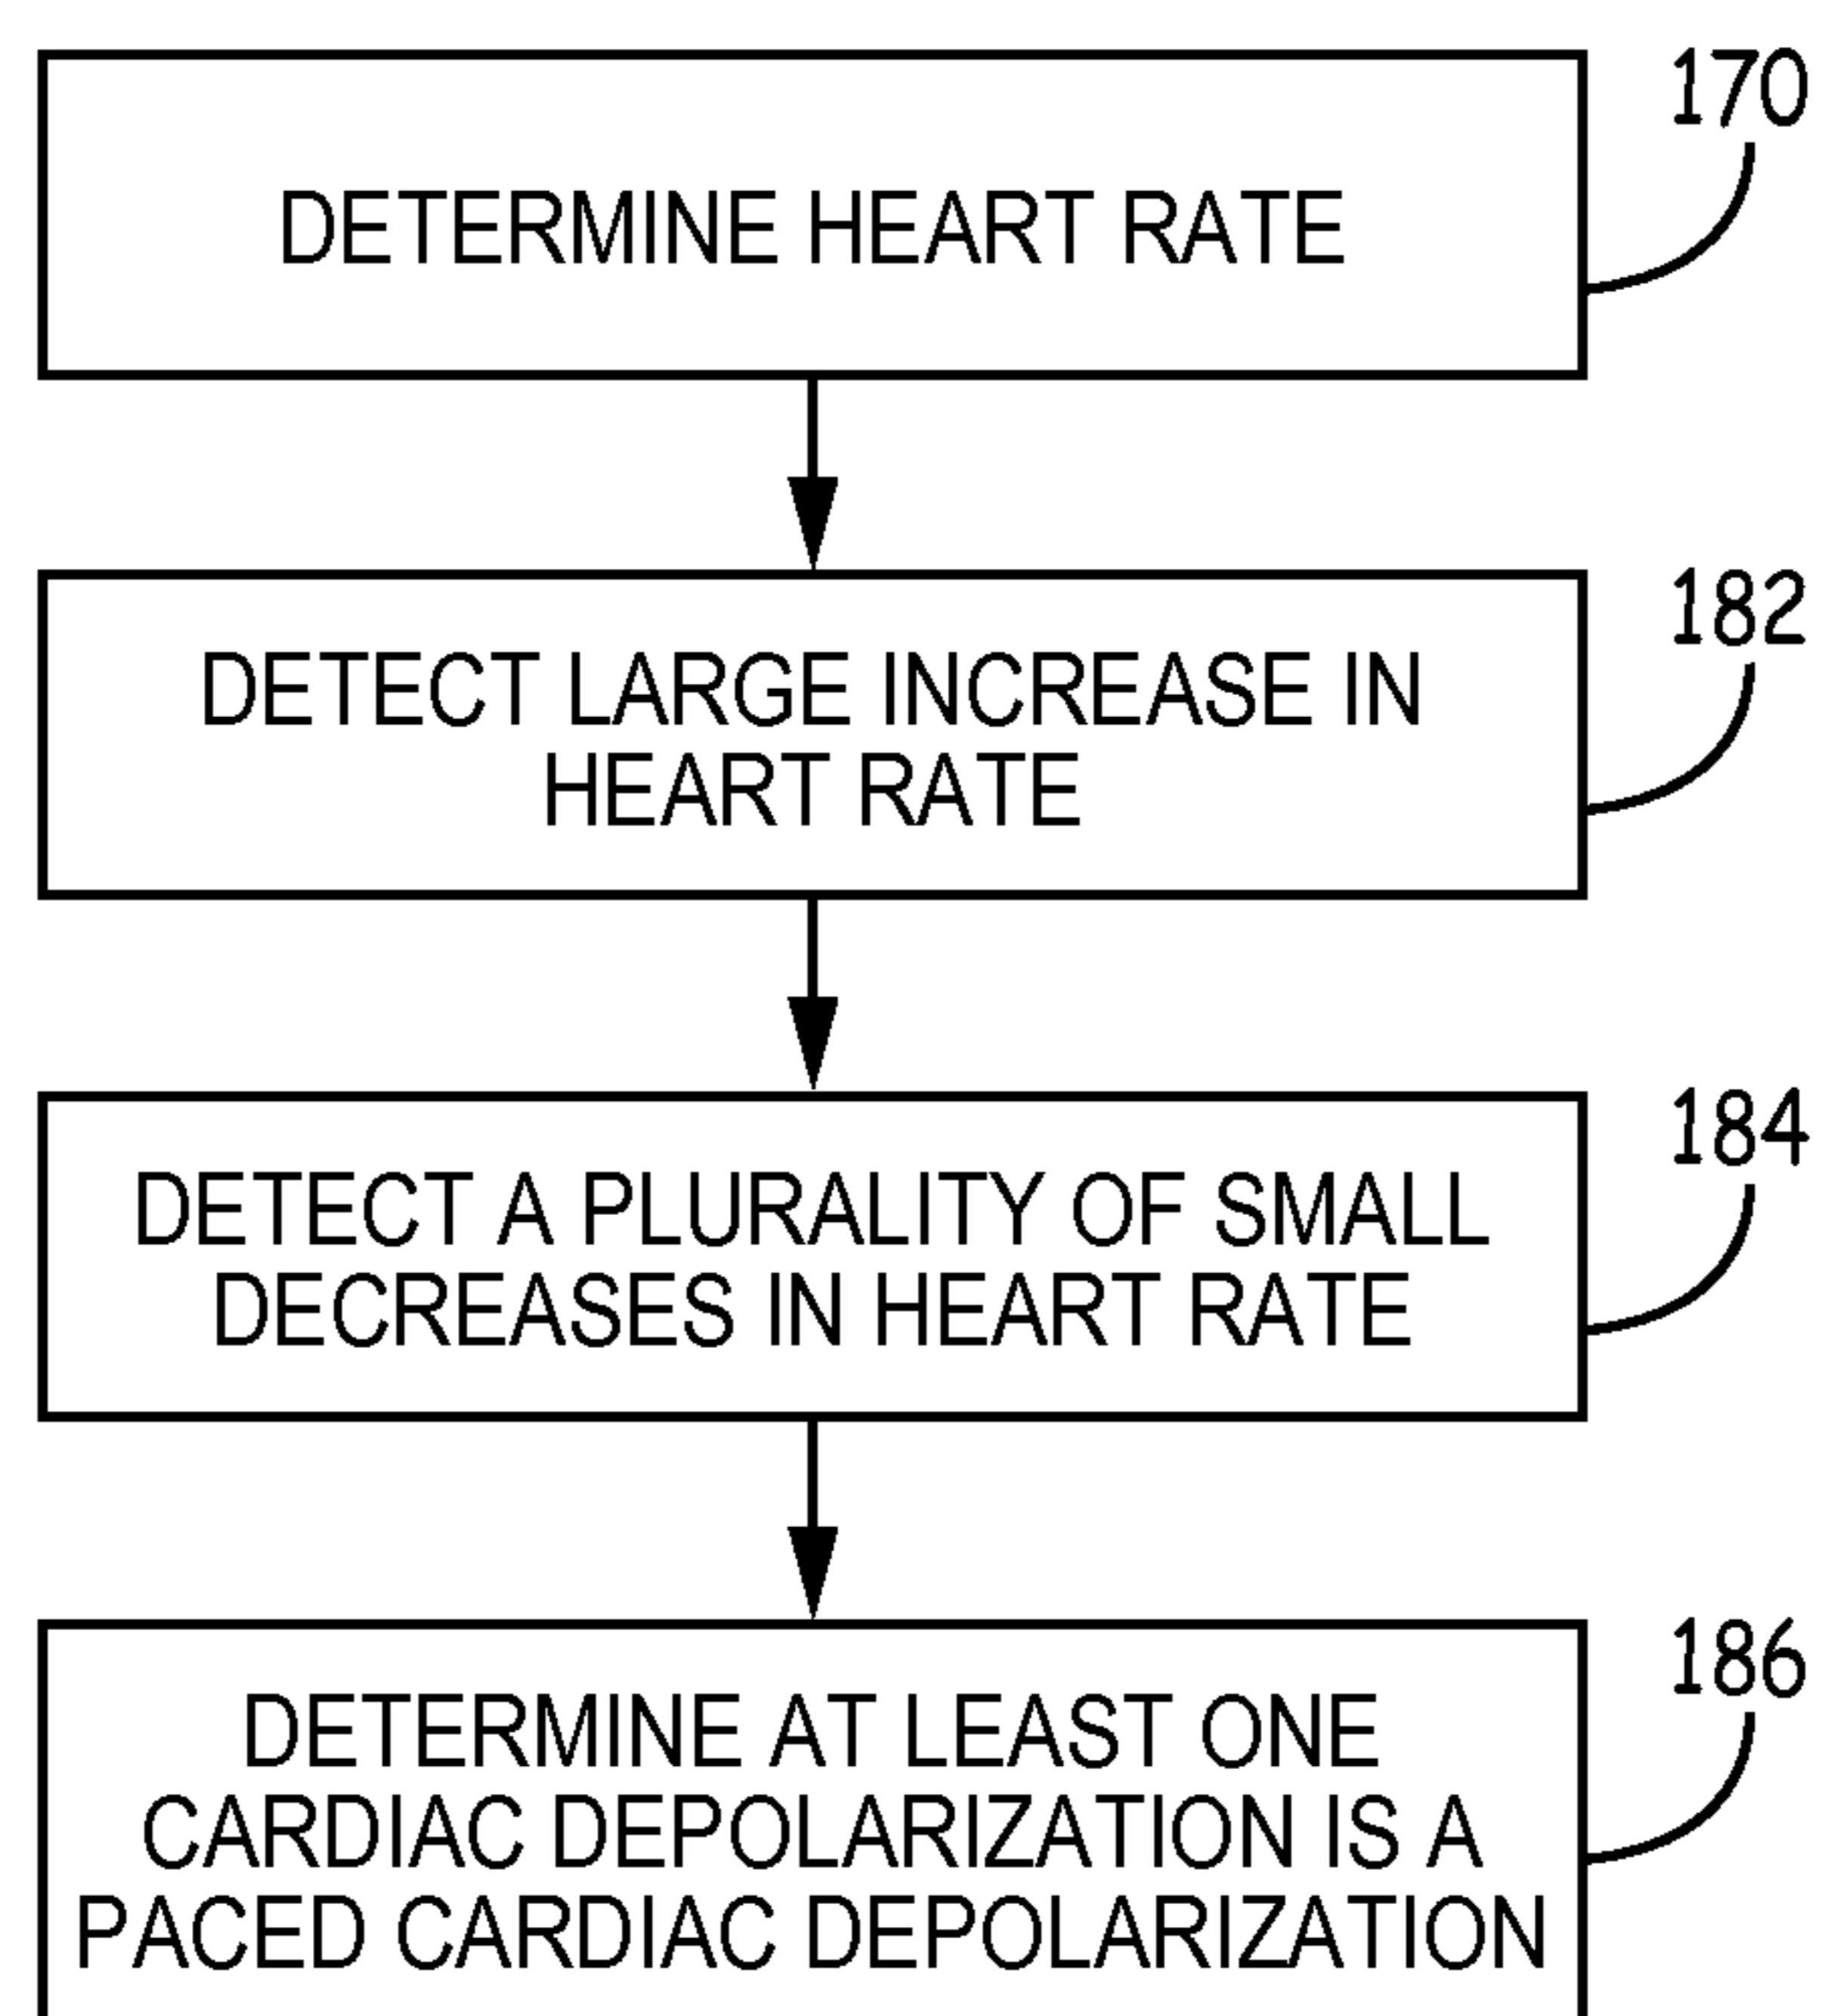 170
DETERMINE HEART RATE
182
DETECT LARGE INCREASE IN
HEART RATE
184
DETECT A PLURALITY OF SMALL
DECREASES IN HEART RATE
186
DETERMINE AT LEAST ONE
CARDIAC DEPOLARIZATION IS A
PACED CARDIAC DEPOLARIZATION